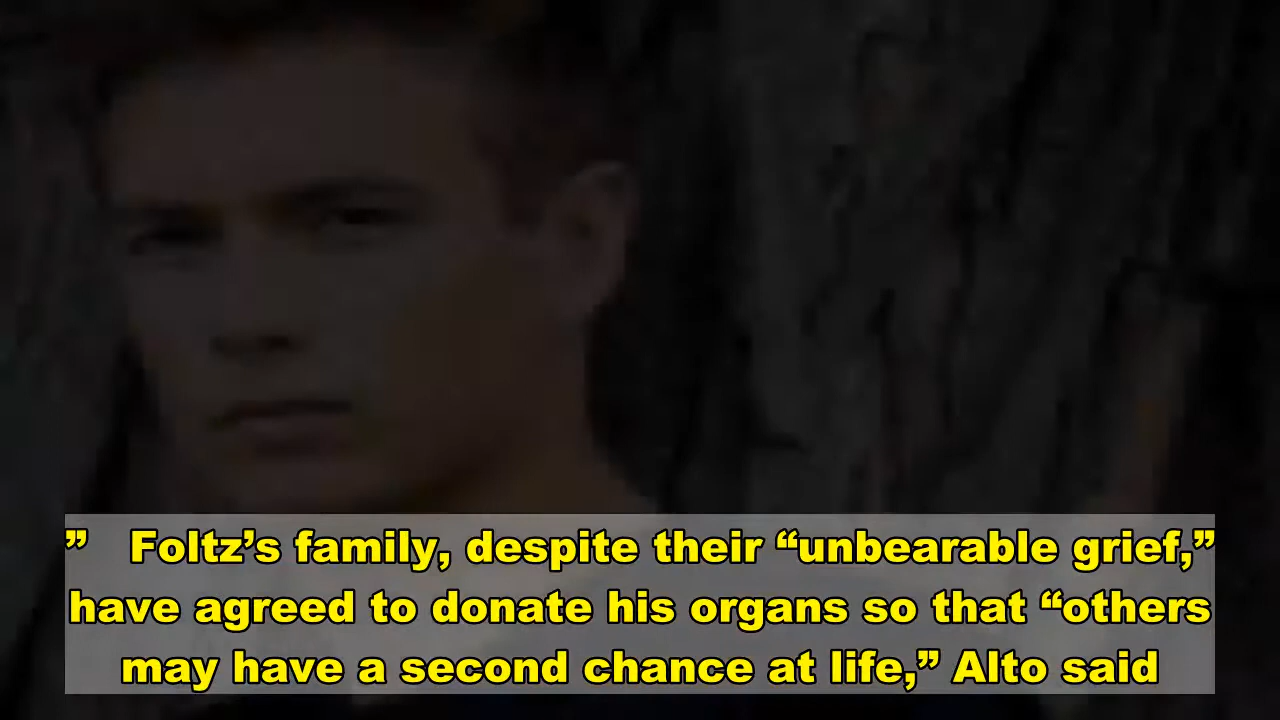 ”   Foltz’s family, despite their “unbearable grief,”
have agreed to donate his organs so that “others
may have a second chance at life,” Alto said